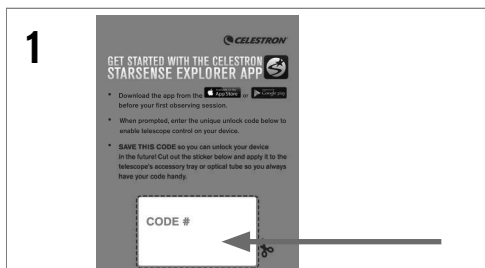 1
CELESTRON
GET STARTED WITH THE CELESTRON
STARSENSE EXPLORER APP
• Download the app from the App Store or Google play
before your first observing session.
• When prompted, enter the unique unlock code below to
enable telescope control on your device.
• SAVE THIS CODE so you can unlock your device
in the future! Cut out the sticker below and apply it to the
telescope's accessory tray or optical tube so you always
have your code handy.
CODE #